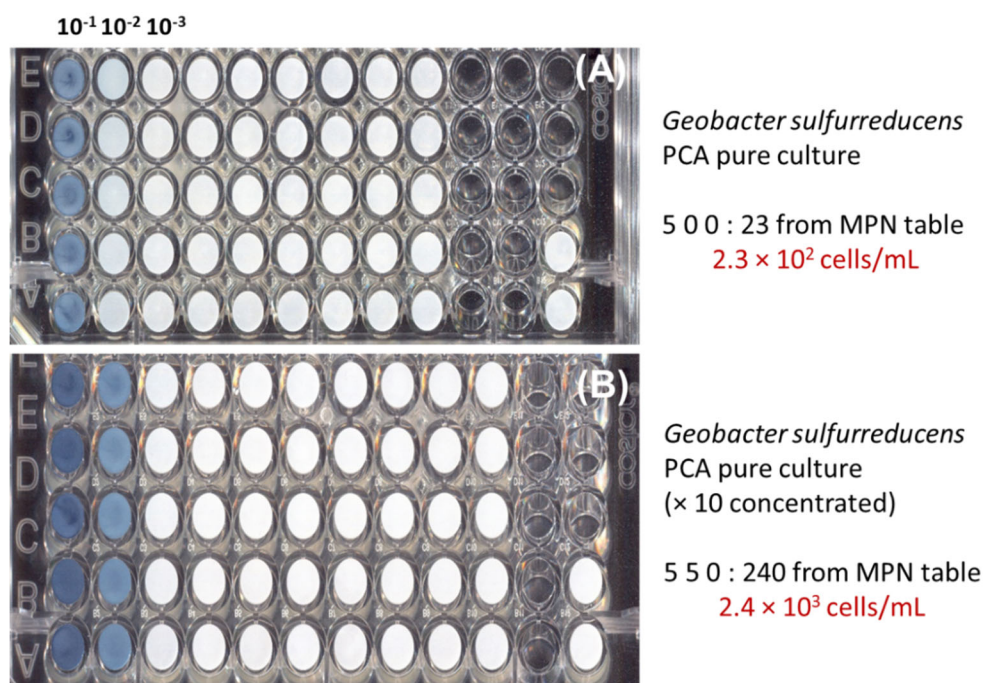 10-1 10-2 10-3
E
D
C
B
A
(A)
costar
Geobacter sulfurreducens
PCA pure culture
5 0 0 : 23 from MPN table
2.3 × 10² cells/mL
E
D
C
B
A
(B)
costar
Geobacter sulfurreducens
PCA pure culture
(× 10 concentrated)
5 5 0 : 240 from MPN table
2.4 × 10³ cells/mL